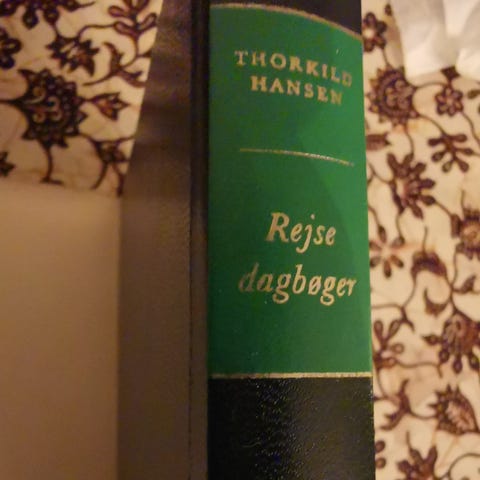 THORKILD
HANSEN
Rejse
dagbøger